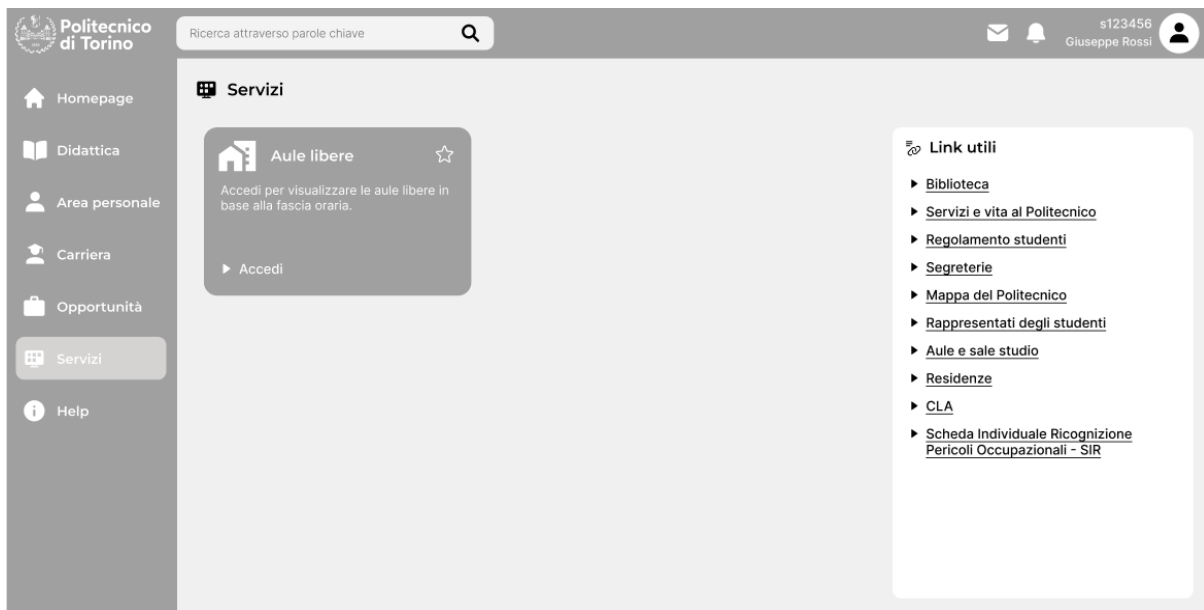 Politecnico
di Torino
Ricerca attraverso parole chiave
s123456
Giuseppe Rossi
Homepage
Didattica
Area personale
Carriera
Opportunità
Servizi
Help
Servizi
Aule libere
Accedi per visualizzare le aule libere in
base alla fascia oraria.
Accedi
Link utili
Biblioteca
Servizi e vita al Politecnico
Regolamento studenti
Segreterie
Mappa del Politecnico
Rappresentati degli studenti
Aule e sale studio
Residenze
CLA
Scheda Individuale Ricognizione
Pericoli Occupazionali - SIR